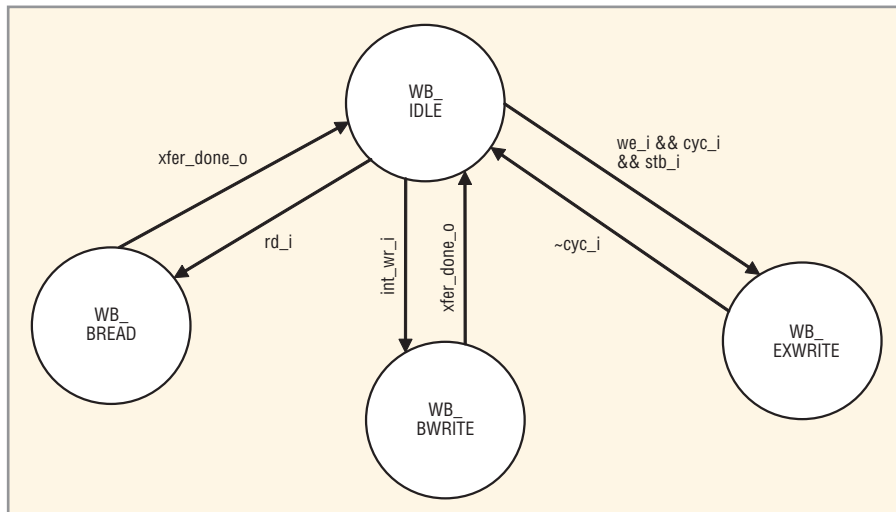 WB_
IDLE
xfer_done_o
we_i && cyc_i
&& stb_i
rd_i
int_wr_i
xfer_done_o
~cyc_i
WB_
BREAD
WB_
BWRITE
WB_
EXWRITE